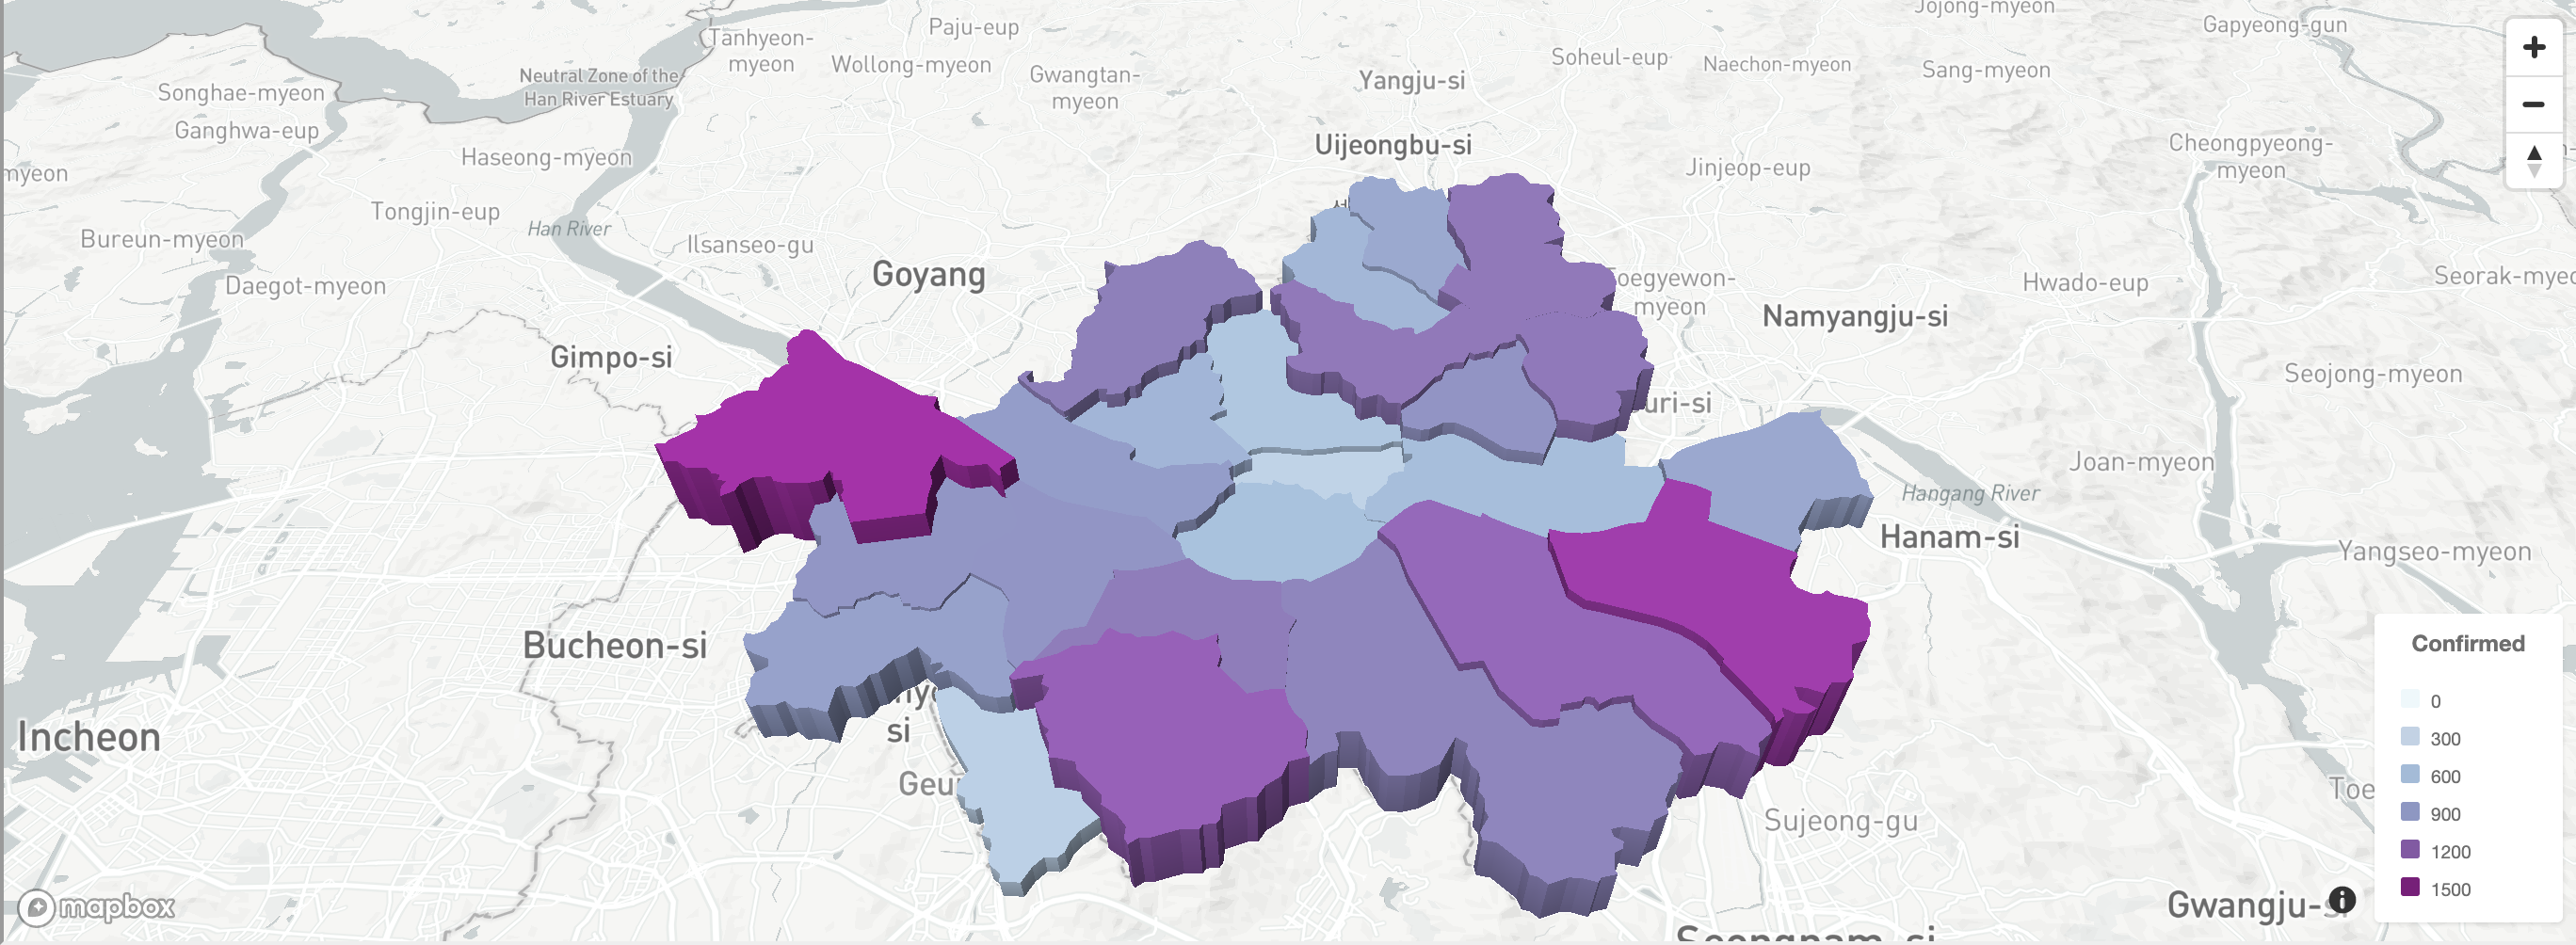 Jojong-myeon
Gapyeong-gun
Tanhyeon-
myeon
Paju-eup
Wollong-myeon
Gwangtan-
myeon
Yangju-si
Soheul-eup
Naechon-myeon
Sang-myeon
Neutral Zone of the
Han River Estuary
Songhae-myeon
Ganghwa-eup
Haseong-myeon
Uijeongbu-si
Jinjeop-eup
Cheongpyeong-
myeon
myeon
Tongjin-eup
Han River
Bureun-myeon
Ilsanseo-gu
Daegot-myeon
Goyang
oegyewon-
myeon
Hwado-eup
Seorak-myeo
Namyangju-si
Gimpo-si
Seojong-myeon
uri-si
Joan-myeon
Hangang River
Hanam-si
Yangseo-myeon
Bucheon-si
si
Incheon
Geu
Sujeong-gu
Toe
Gwangju-s
Seongnam-si
mapbox
+
−
i
Confirmed
0
300
600
900
1200
1500